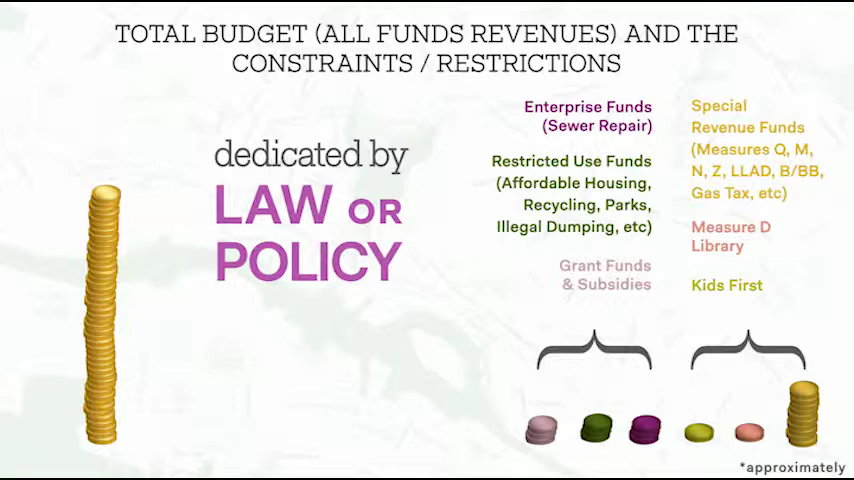 TOTAL BUDGET (ALL FUNDS REVENUES) AND THE
CONSTRAINTS / RESTRICTIONS
dedicated by
LAW OR
POLICY
Enterprise Funds
(Sewer Repair)
Restricted Use Funds
(Affordable Housing,
Recycling, Parks,
Illegal Dumping, etc)
Grant Funds
& Subsidies
Special
Revenue Funds
(Measures Q, M,
N, Z, LLAD, B/BB,
Gas Tax, etc)
Measure D
Library
Kids First
*approximately